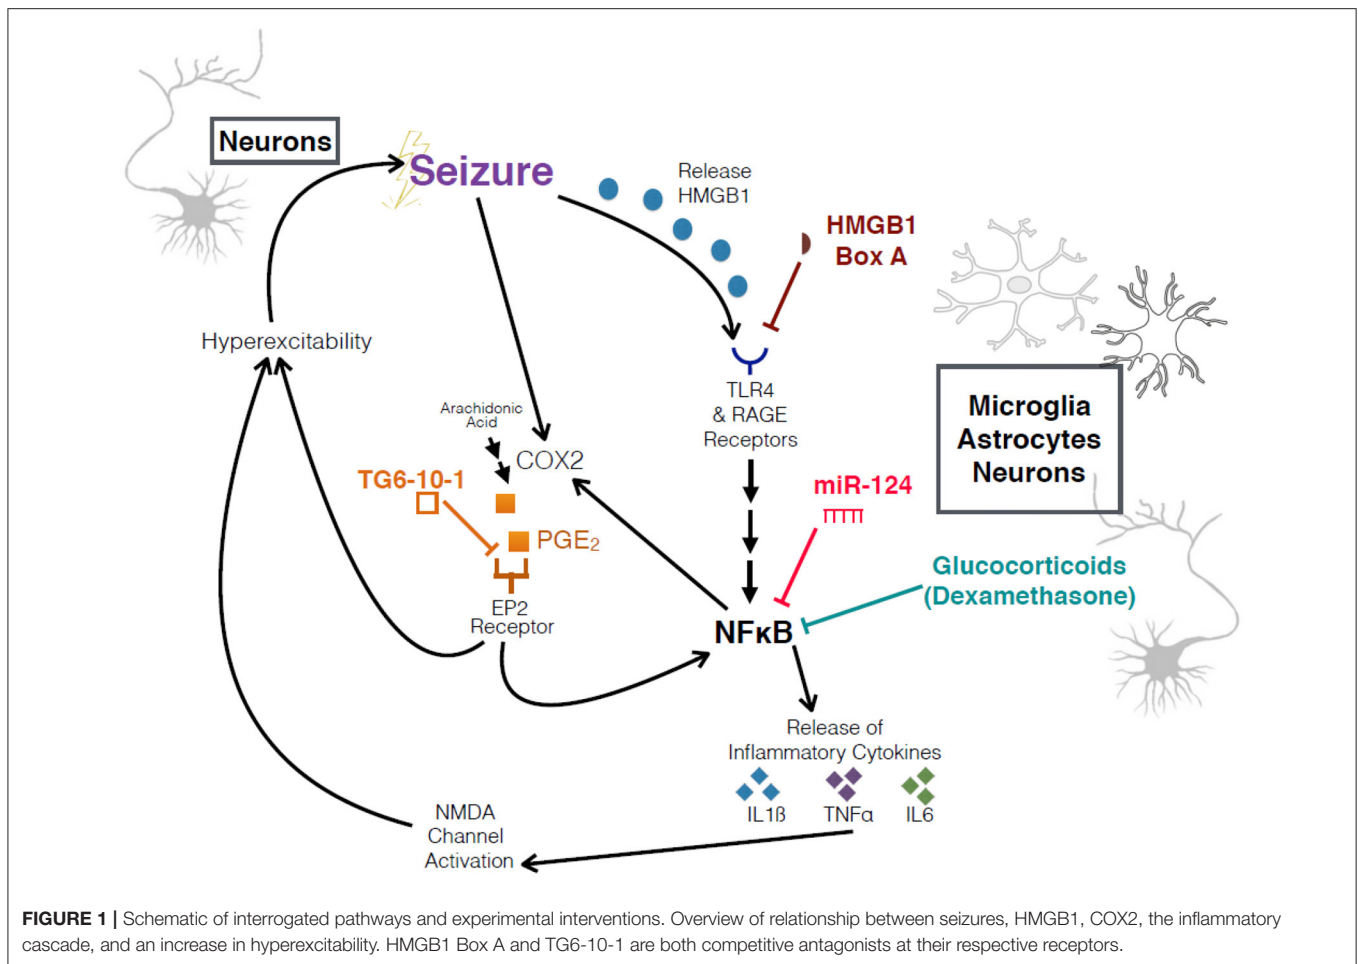 Neurons
Seizure
Release
HMGB1
HMGB1
Box A
Hyperexcitability
TLR4
& RAGE
Receptors
Microglia
Astrocytes
Neurons
Arachidonic
Acid
COX2
TG6-10-1
PGE₂
EP2
Receptor
miR-124
Glucocorticoids
(Dexamethasone)
NFκB
Release of
Inflammatory Cytokines
IL1ß
TNFα
IL6
NMDA
Channel
Activation
FIGURE 1 | Schematic of interrogated pathways and experimental interventions. Overview of relationship between seizures, HMGB1, COX2, the inflammatory
cascade, and an increase in hyperexcitability. HMGB1 Box A and TG6-10-1 are both competitive antagonists at their respective receptors.